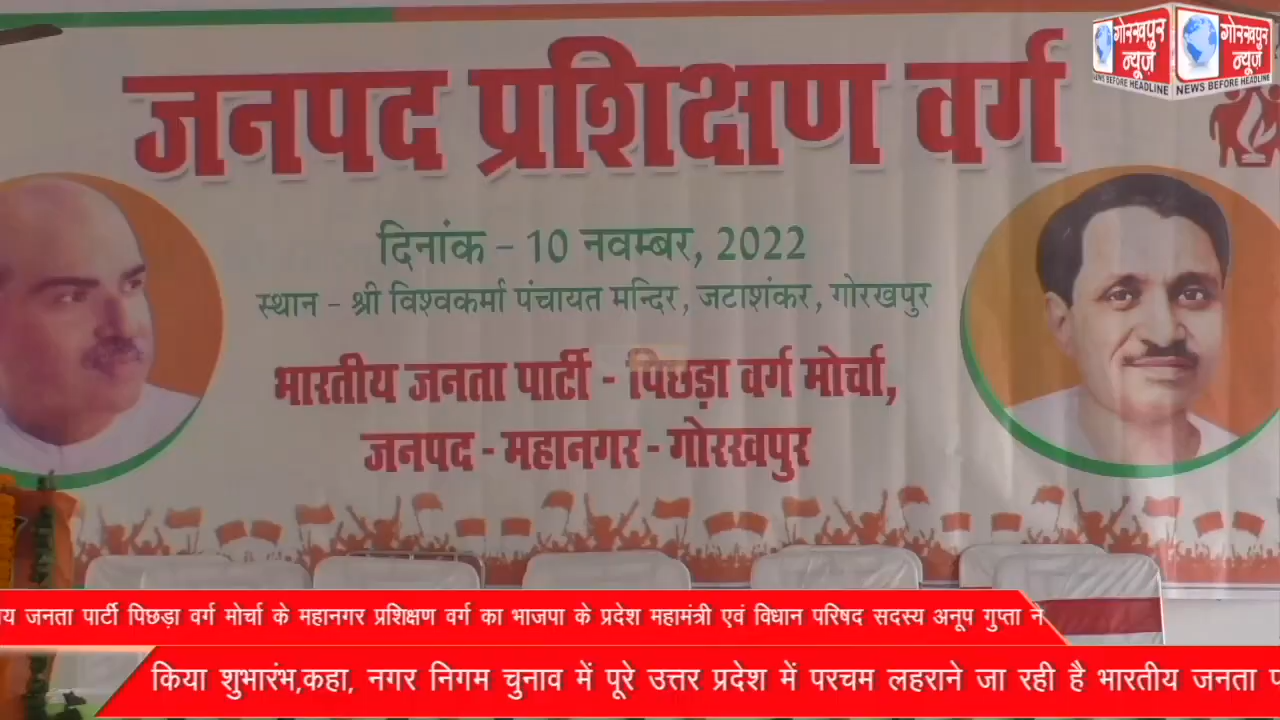 गोरखपुर न्यूज़
NEWS BEFORE HEADLINE
गोरखपुर न्यूज़
NEWS BEFORE HEADLINE
जनपद प्रशिक्षण वर्ग
दिनांक - 10 नवम्बर, 2022
स्थान - श्री विश्वकर्मा पंचायत मन्दिर, जटाशंकर, गोरखपुर
भारतीय जनता पार्टी - पिछड़ा वर्ग मोर्चा,
जनपद - महानगर - गोरखपुर
जनता पार्टी पिछड़ा वर्ग मोर्चा के महानगर प्रशिक्षण वर्ग का भाजपा के प्रदेश महामंत्री एवं विधान परिषद सदस्य अनूप गुप्ता ने
किया शुभारंभ,कहा, नगर निगम चुनाव में पूरे उत्तर प्रदेश में परचम लहराने जा रही है भारतीय जनता